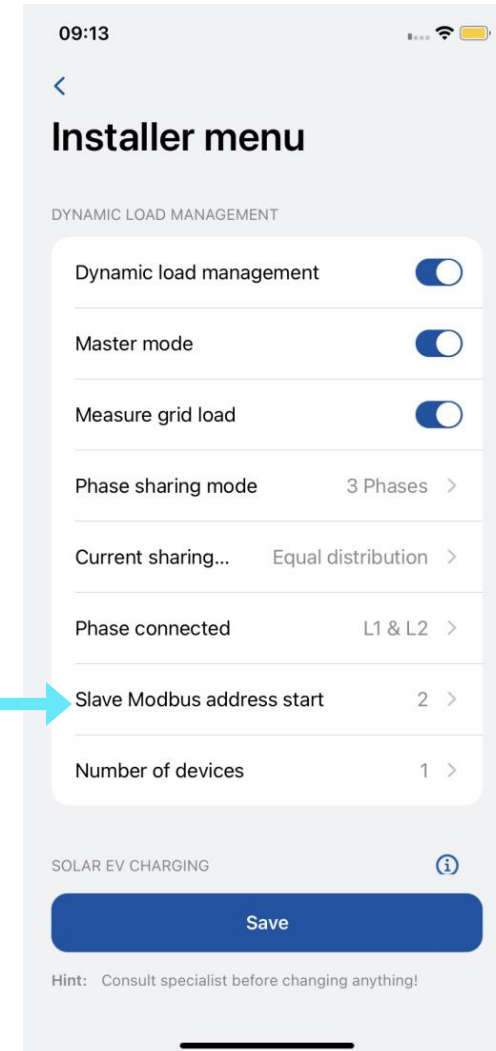 09:13
Installer menu
DYNAMIC LOAD MANAGEMENT
Dynamic load management
Master mode
Measure grid load
Phase sharing mode 3 Phases
Current sharing... Equal distribution
Phase connected L1 & L2
Slave Modbus address start 2
Number of devices 1
SOLAR EV CHARGING
Save
Hint: Consult specialist before changing anything!